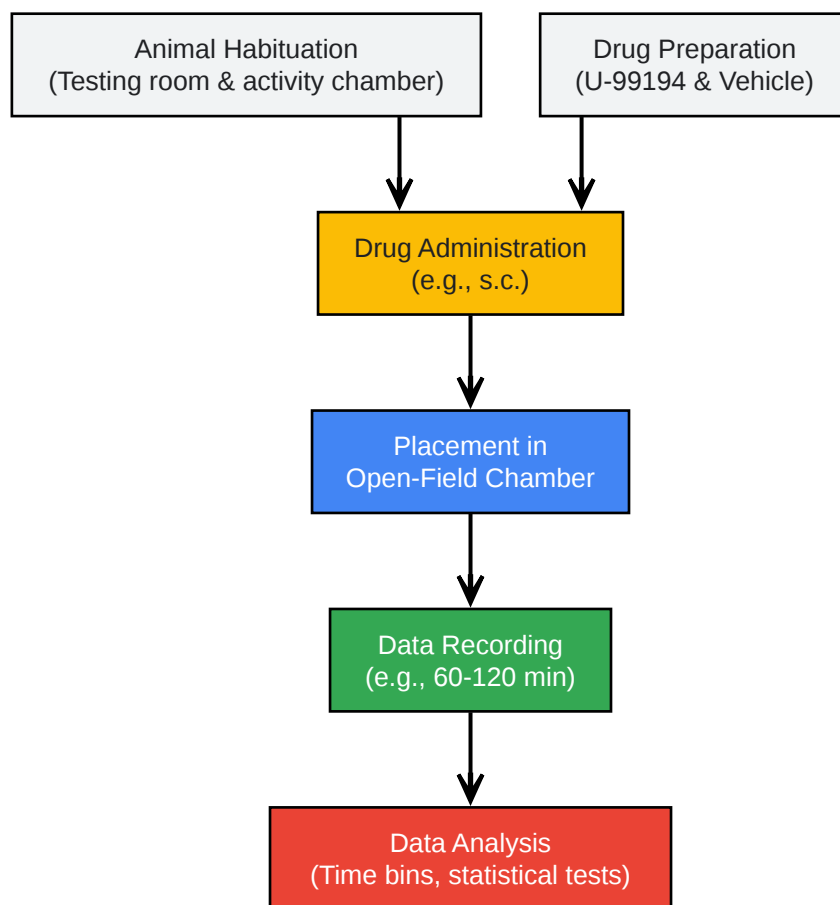 Animal Habituation
(Testing room & activity chamber)
Drug Preparation
(U-99194 & Vehicle)
Drug Administration
(e.g., s.c.)
Placement in
Open-Field Chamber
Data Recording
(e.g., 60-120 min)
Data Analysis
(Time bins, statistical tests)